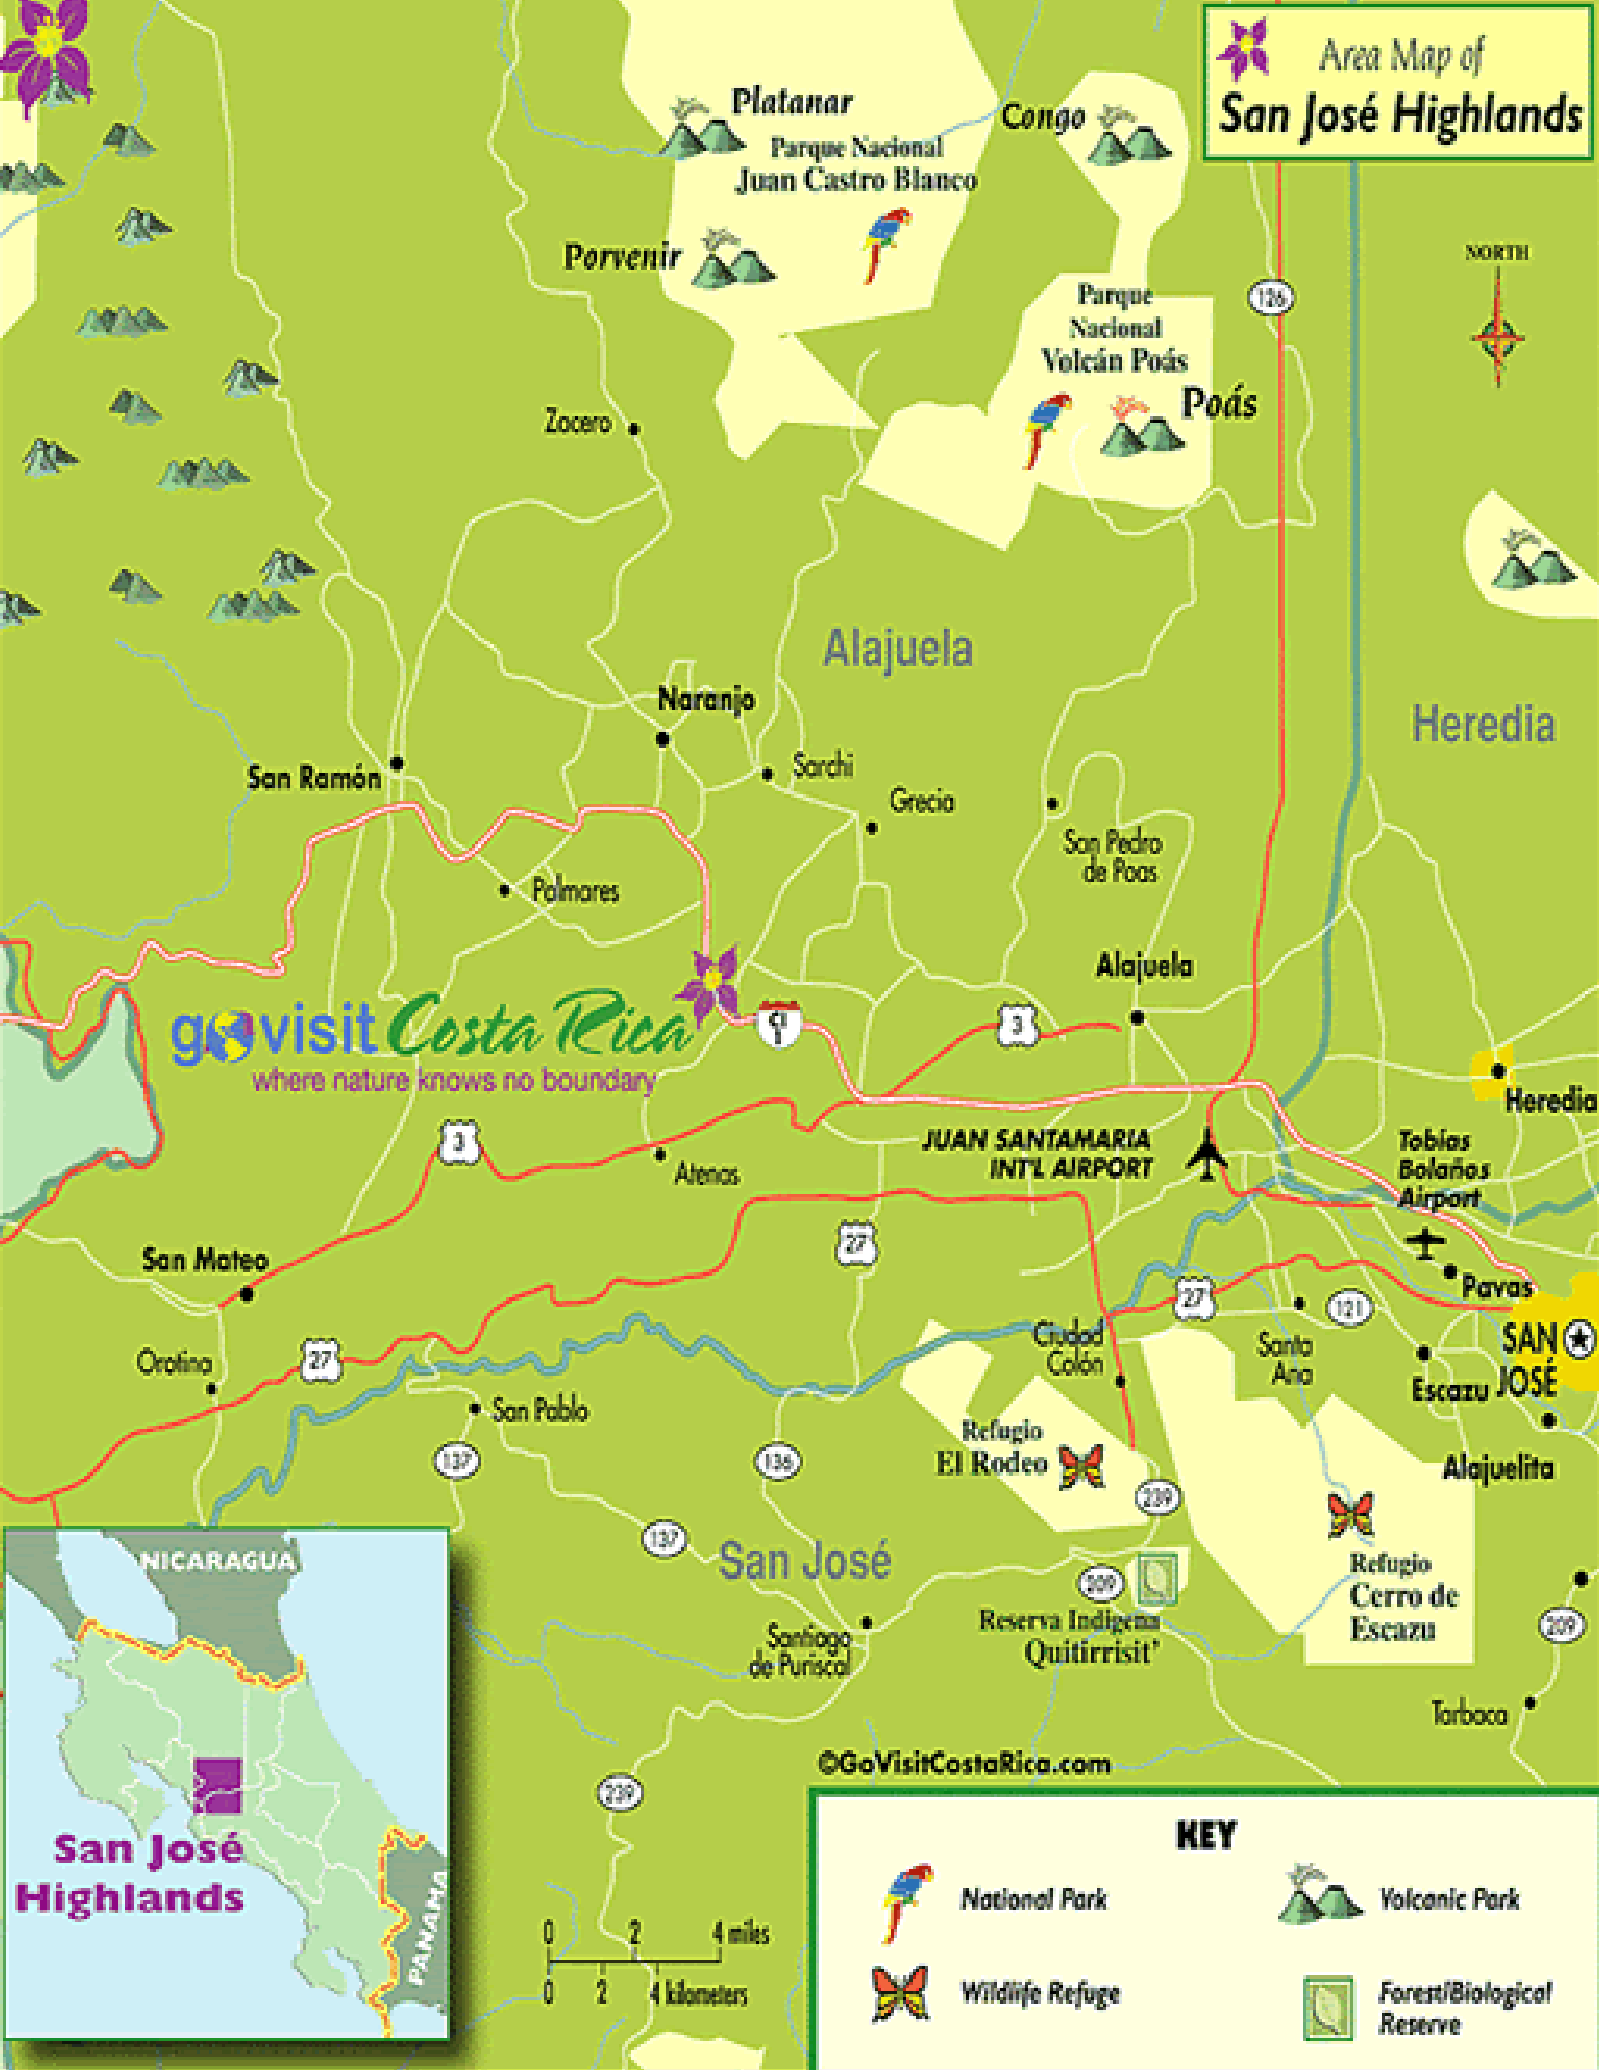 Area Map of
San José Highlands
Platanar
Congo
Parque Nacional
Juan Castro Blanco
Porvenir
NORTH
126
Parque
Nacional
Volcán Poás
Poás
Zacero
Alajuela
Naranjo
Heredia
San Ramón
Sarchi
Grecia
San Pedro
de Poas
Palmares
Alajuela
govisit Costa Rica
where nature knows no boundary
1
3
Heredia
3
JUAN SANTAMARIA
INT'L AIRPORT
Tobías
Bolaños
Airport
Atenas
27
San Mateo
Pavas
27
121
Ciudad
Colón
Santa
Ana
SAN
JOSÉ
Orotina
27
Escazu
San Pablo
Refugio
El Rodeo
137
136
Alajuelita
239
137
San José
Refugio
Cerro de
Escazu
209
Reserva Indigena
Quitirrisit'
209
Santiago
de Puriscal
Tarbaca
NICARAGUA
San José
Highlands
PANAMA
©GoVisitCostaRica.com
239
KEY
National Park
Volcanic Park
Wildlife Refuge
Forest/Biological
Reserve
0 2 4 miles
0 2 4 kilometers